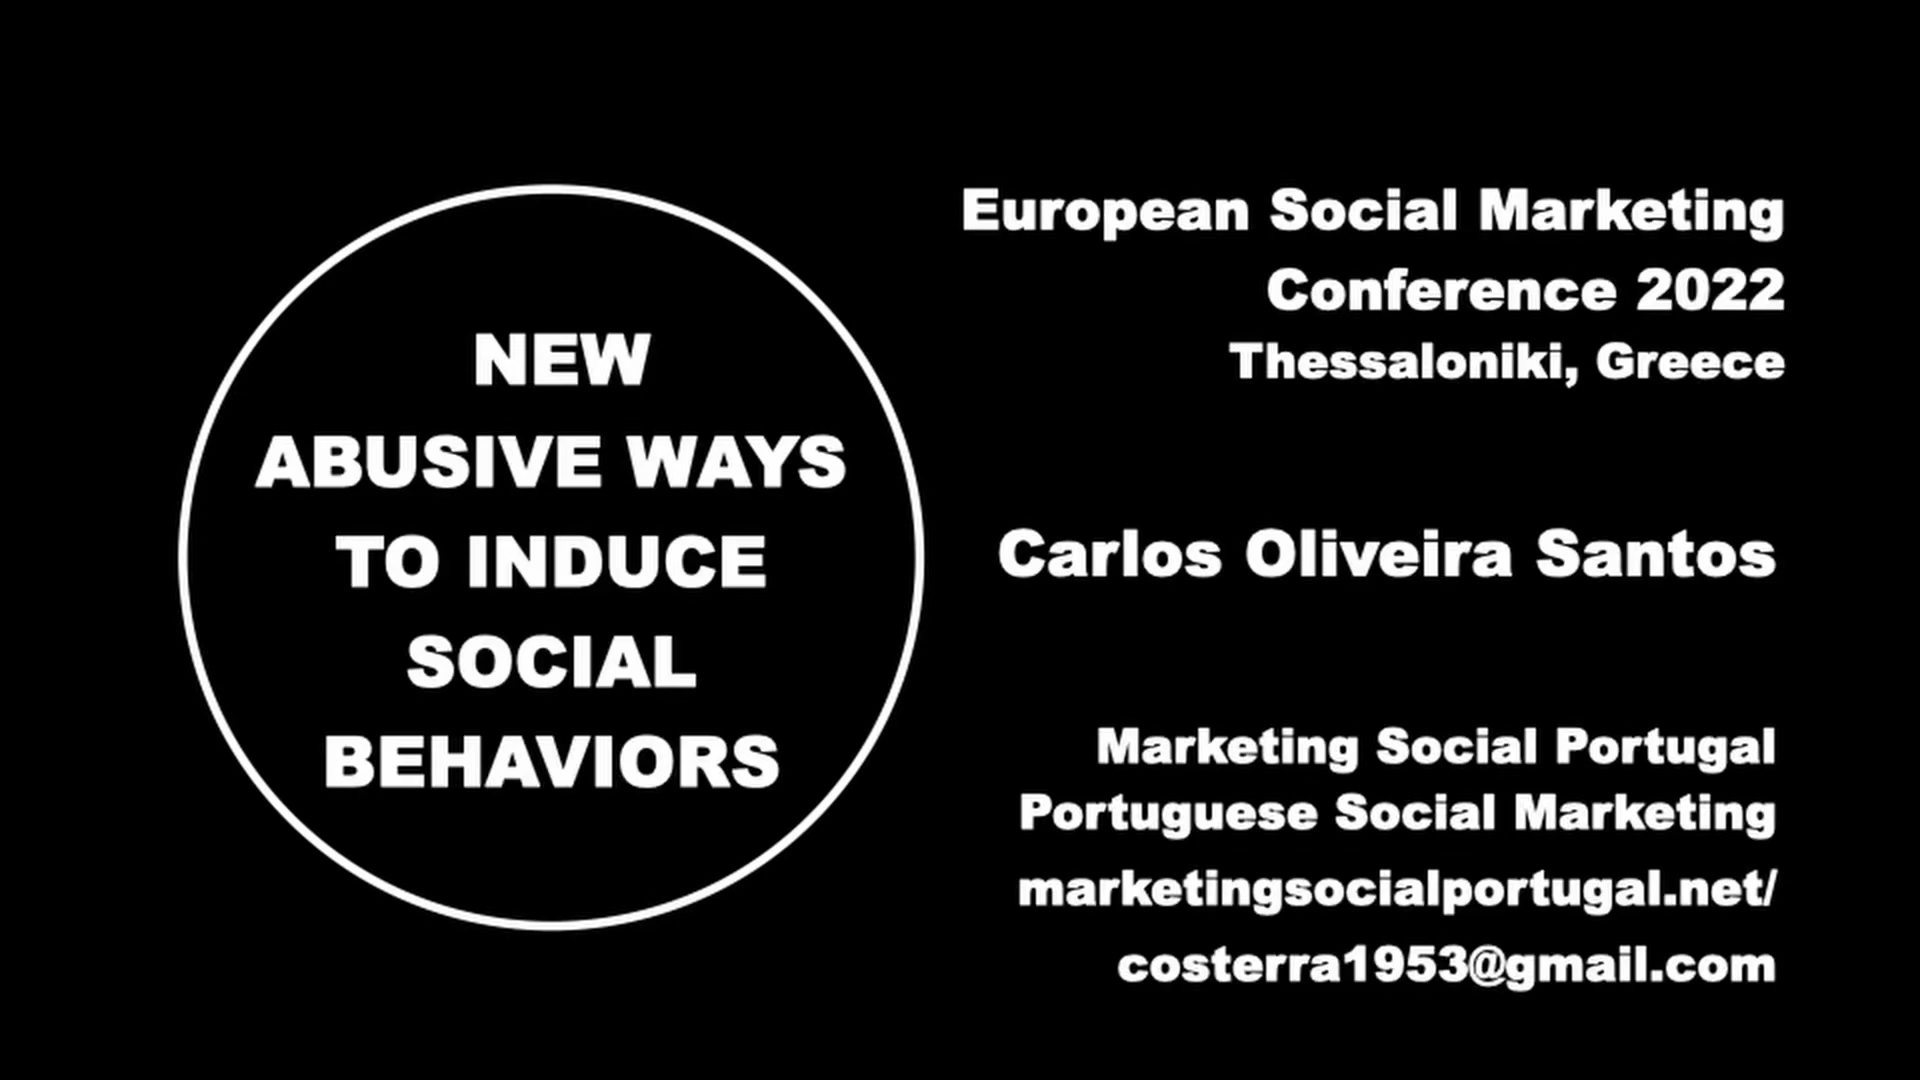 NEW
ABUSIVE WAYS
TO INDUCE
SOCIAL
BEHAVIORS
European Social Marketing
Conference 2022
Thessaloniki, Greece
Carlos Oliveira Santos
Marketing Social Portugal
Portuguese Social Marketing
marketingsocialportugal.net/
costerra1953@gmail.com